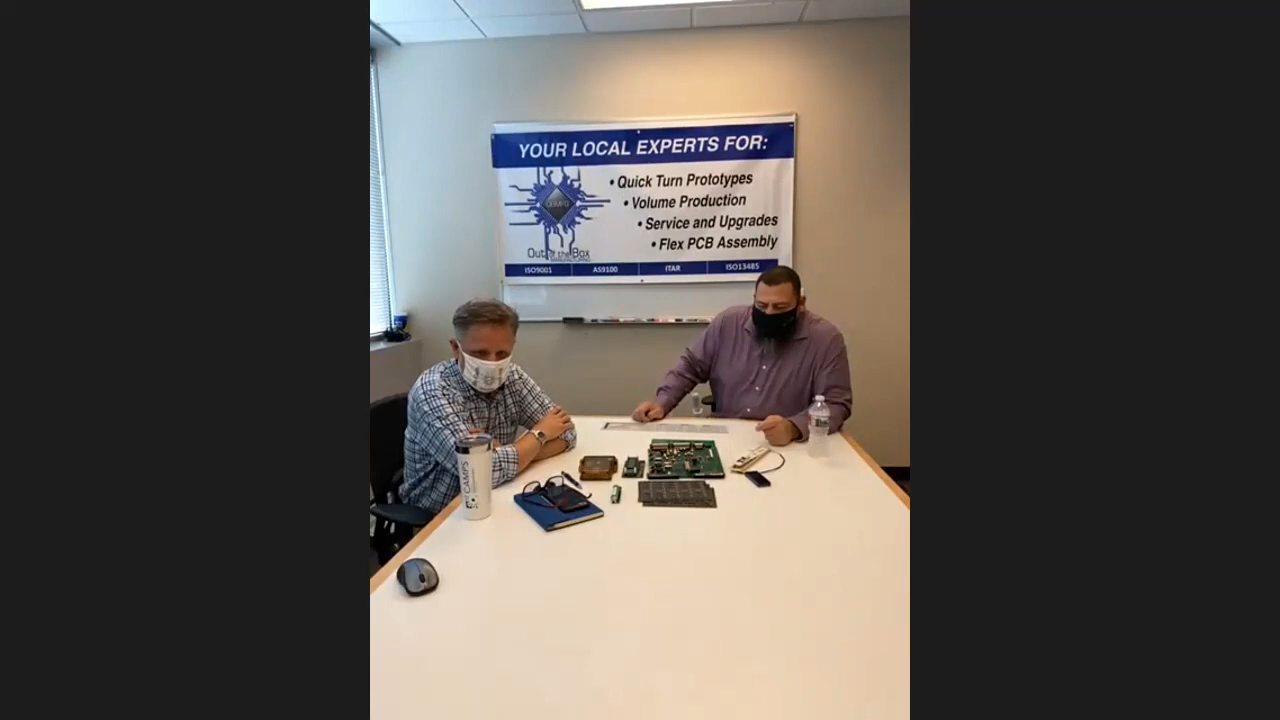 YOUR LOCAL EXPERTS FOR:
• Quick Turn Prototypes
• Volume Production
• Service and Upgrades
• Flex PCB Assembly
OBMFG
Out of the Box
ISO9001 AS9100 ITAR ISO13485
CAMPS